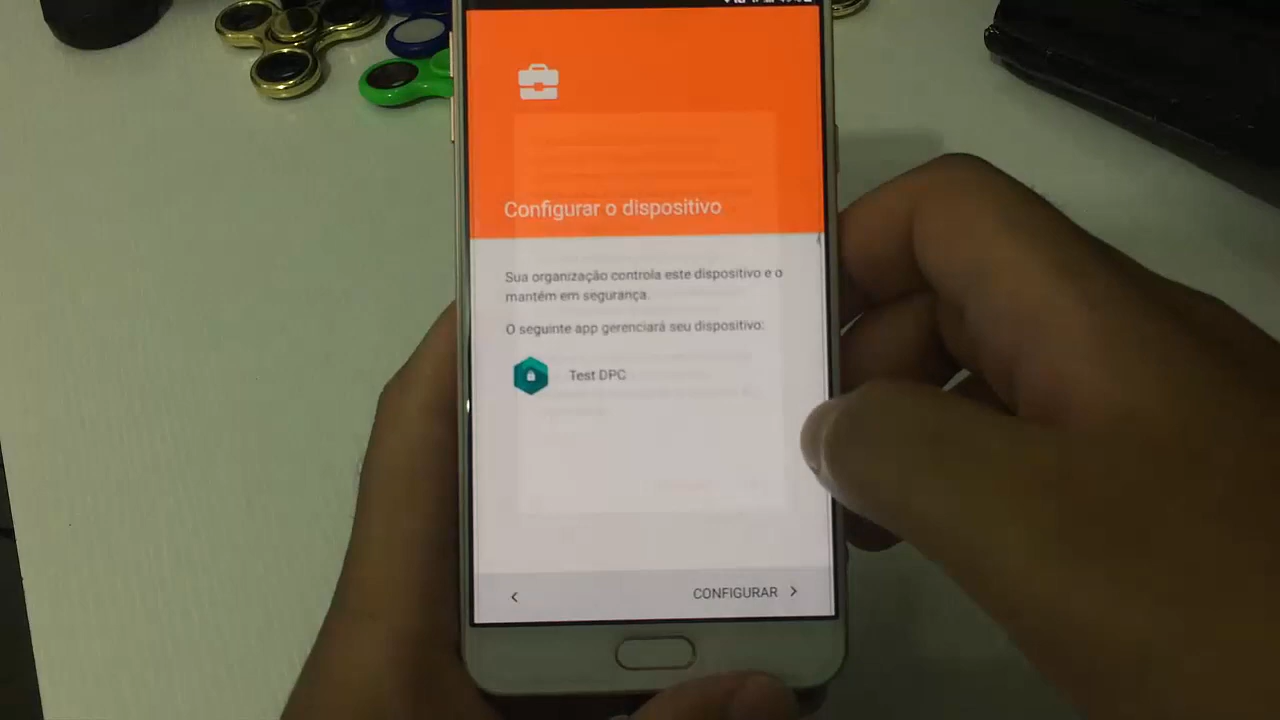 Configurar o dispositivo
Sua organização controla este dispositivo e o
mantém em segurança.
O seguinte app gerenciará seu dispositivo:
Test DPC
CONFIGURAR